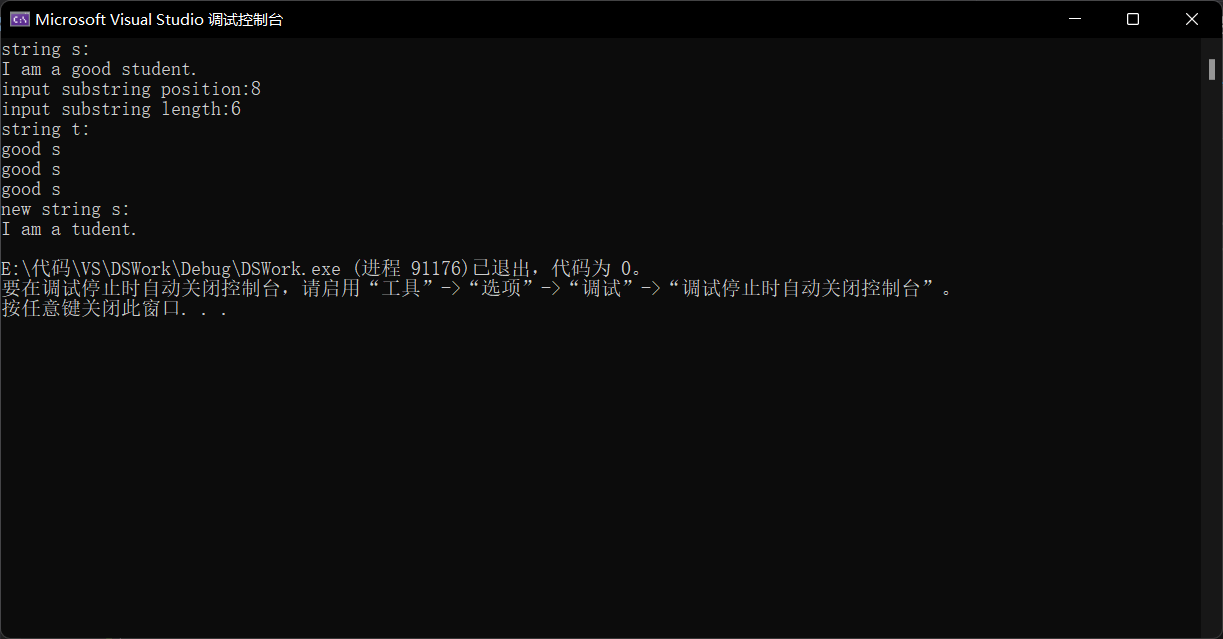 Microsoft Visual Studio 调试控制台
string s:
I am a good student.
input substring position:8
input substring length:6
string t:
good s
good s
good s
new string s:
I am a tudent.
E:\代码\VS\DSWork\Debug\DSWork.exe (进程 91176)已退出，代码为 0。
要在调试停止时自动关闭控制台，请启用“工具”->“选项”->“调试”->“调试停止时自动关闭控制台”。
按任意键关闭此窗口. . .